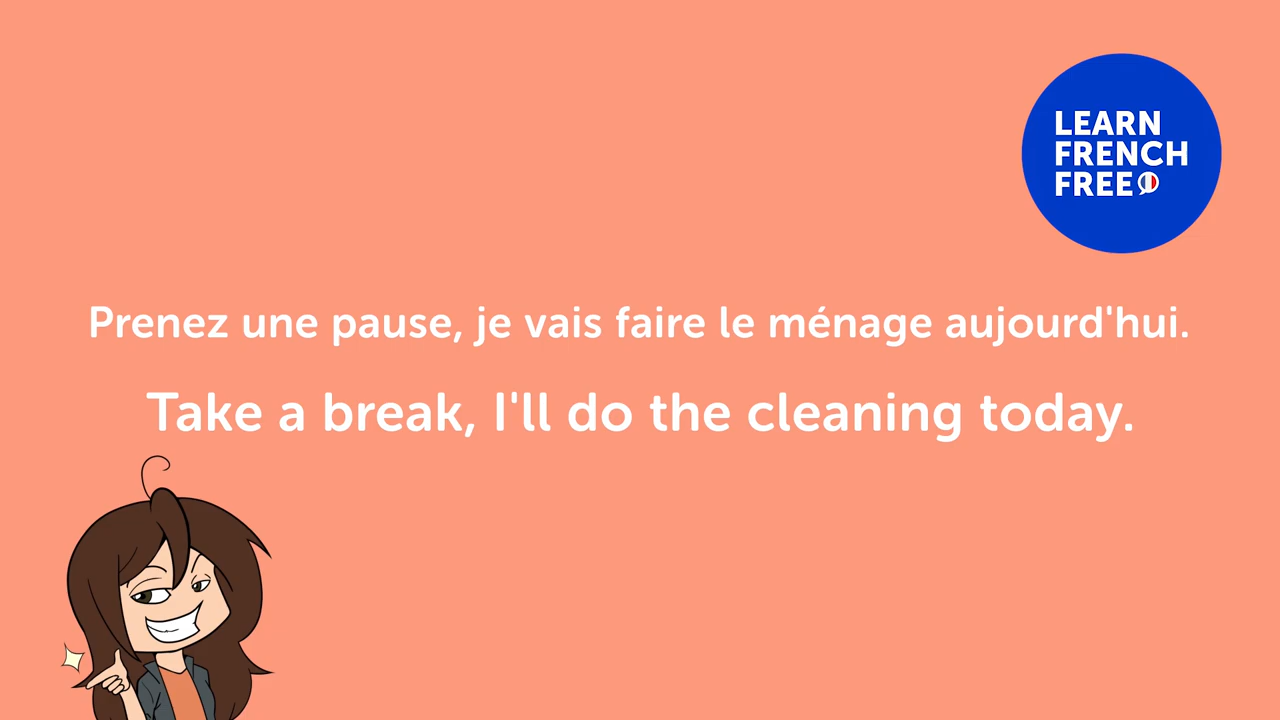 LEARN
FRENCH
FREE
Prenez une pause, je vais faire le ménage aujourd'hui.
Take a break, I'll do the cleaning today.